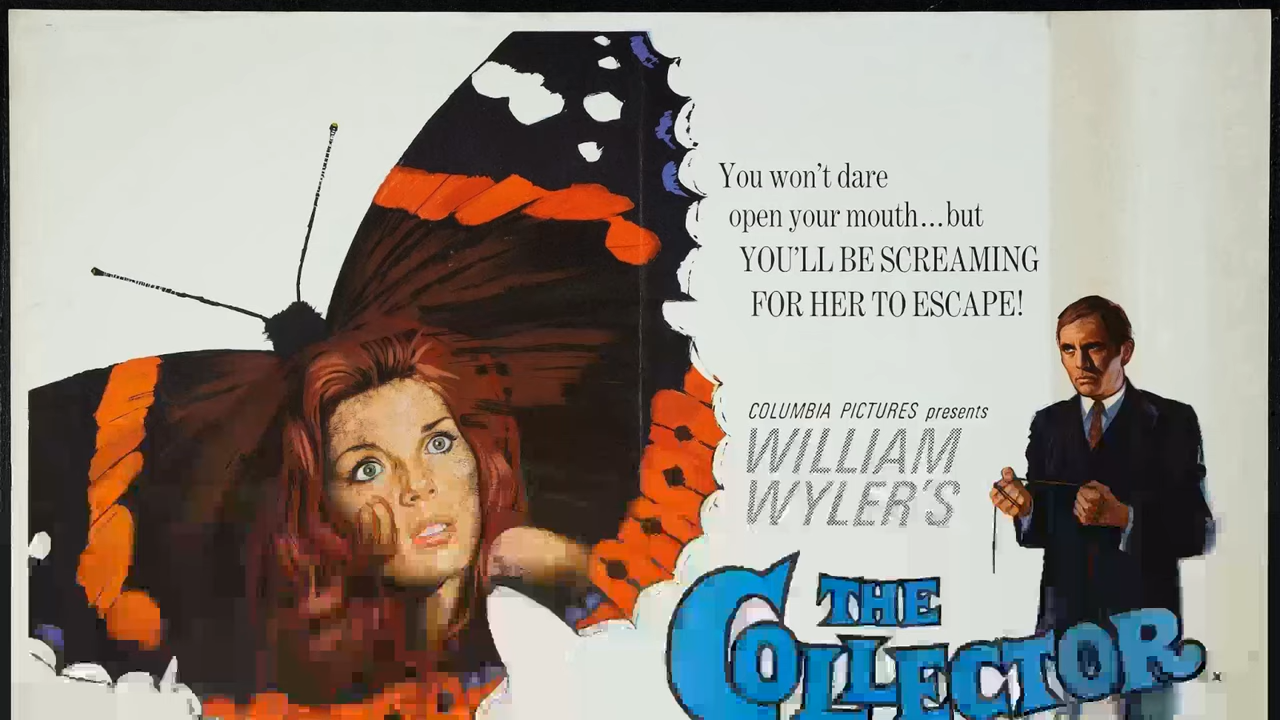 You won't dare
open your mouth...but
YOU'LL BE SCREAMING
FOR HER TO ESCAPE!
COLUMBIA PICTURES presents
WILLIAM
WYLER'S
THE
COLLECTOR